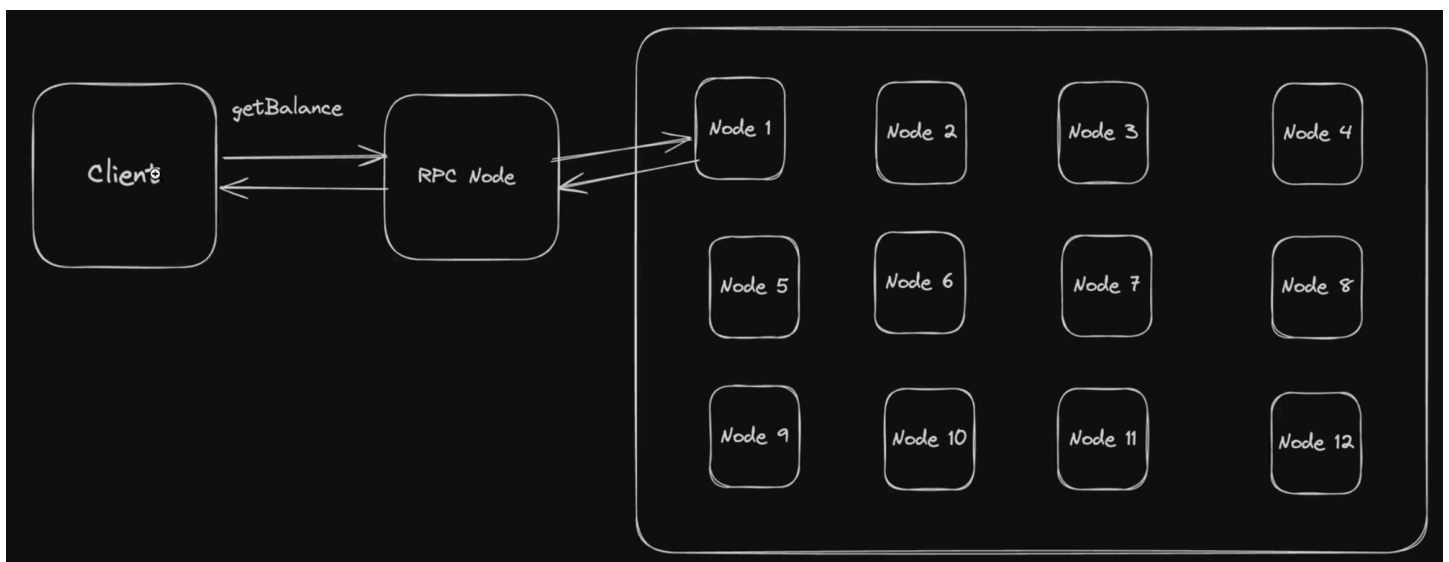 getBalance
Client
RPC Node
Node 1
Node 2
Node 3
Node 4
Node 5
Node 6
Node 7
Node 8
Node 9
Node 10
Node 11
Node 12